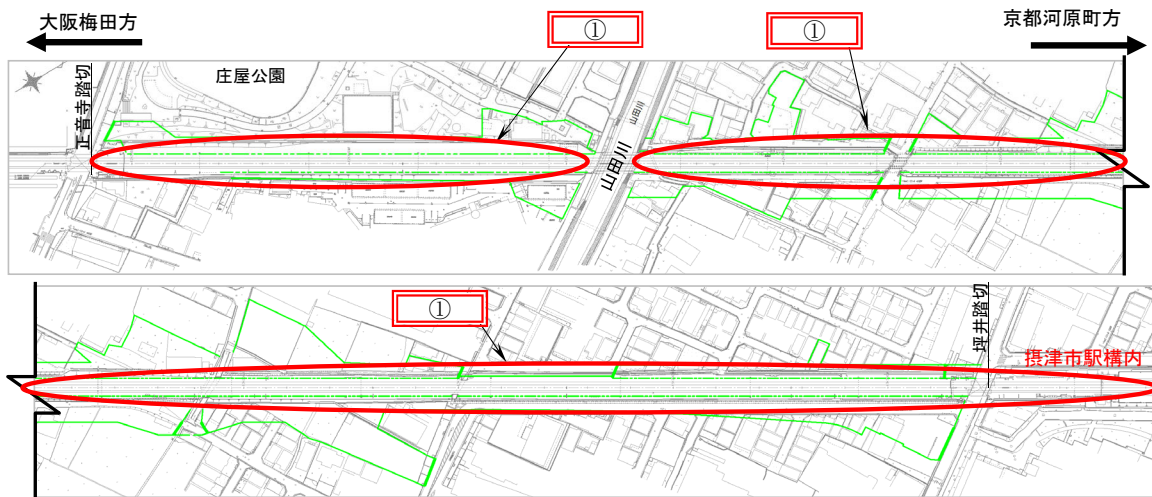 大阪梅田方
①
①
京都河原町方
正音寺踏切
庄屋公園
山田川
山田川
①
坪井踏切
摂津市駅構内